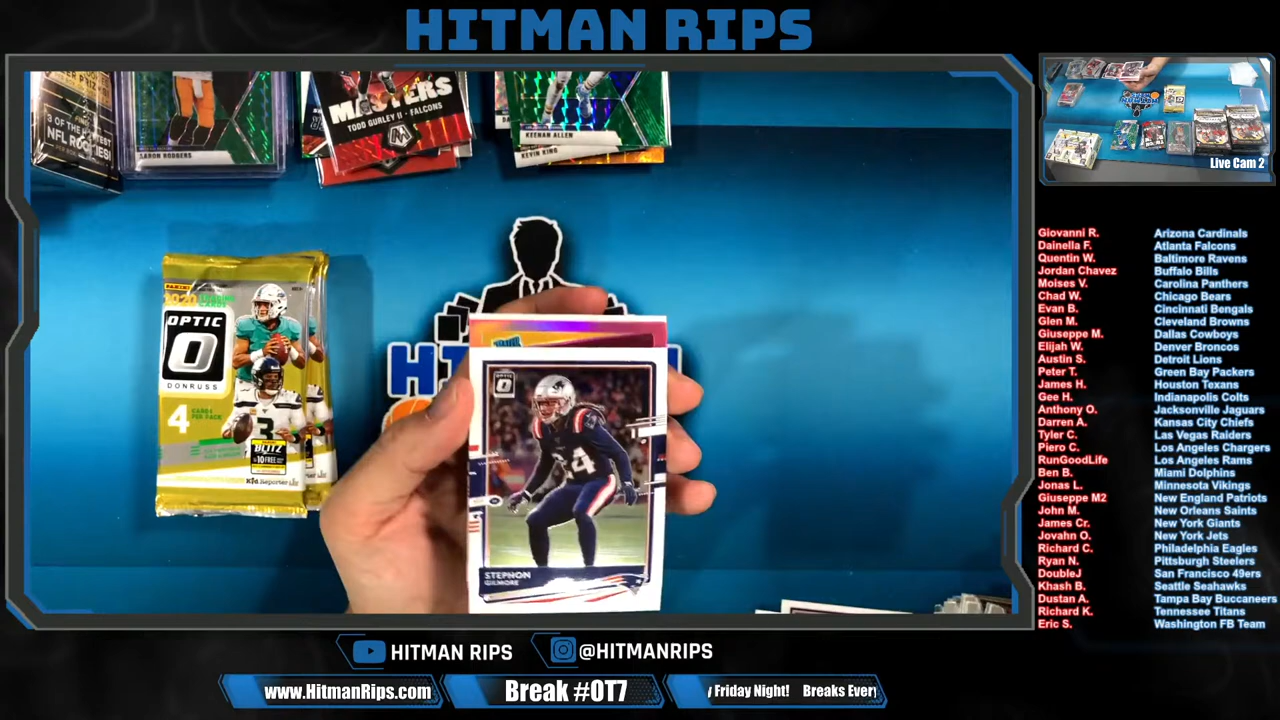 HITMAN RIPS
3 OF THE
NFL ROOKIES!
AARON RODGERS
MASTERS
TODD GURLEY II - FALCONS
KEENAN ALLEN
KEVIN KING
Live Cam 2
PANINI
2020
OPTIC
O
DONRUSS
4
CARDS
PER PACK
3
BLITZ
HIT
OPTIC
24
STEPHON
GILMORE
Giovanni R. Arizona Cardinals
Dainella F. Atlanta Falcons
Quentin W. Baltimore Ravens
Jordan Chavez Buffalo Bills
Moises V. Carolina Panthers
Chad W. Chicago Bears
Evan B. Cincinnati Bengals
Glen M. Cleveland Browns
Giuseppe M. Dallas Cowboys
Elijah W. Denver Broncos
Austin S. Detroit Lions
Peter T. Green Bay Packers
James H. Houston Texans
Gee H. Indianapolis Colts
Anthony O. Jacksonville Jaguars
Darren A. Kansas City Chiefs
Tyler C. Las Vegas Raiders
Piero C. Los Angeles Chargers
RunGoodLife Los Angeles Rams
Ben B. Miami Dolphins
Jonas L. Minnesota Vikings
Giuseppe M2 New England Patriots
John M. New Orleans Saints
James Cr. New York Giants
Jovahn O. New York Jets
Richard C. Philadelphia Eagles
Ryan N. Pittsburgh Steelers
DoubleJ San Francisco 49ers
Khash B. Seattle Seahawks
Dustan A. Tampa Bay Buccaneers
Richard K. Tennessee Titans
Eric S. Washington FB Team
HITMAN RIPS
@HITMANRIPS
www.HitmanRips.com
Break #0T7
y Friday Night! Breaks Every